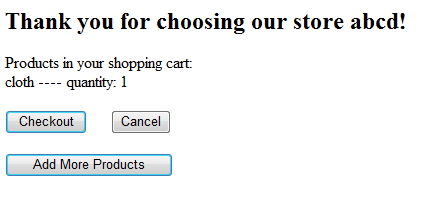 Thank you for choosing our store abcd!
Products in your shopping cart:
cloth ---- quantity: 1
Checkout Cancel
Add More Products